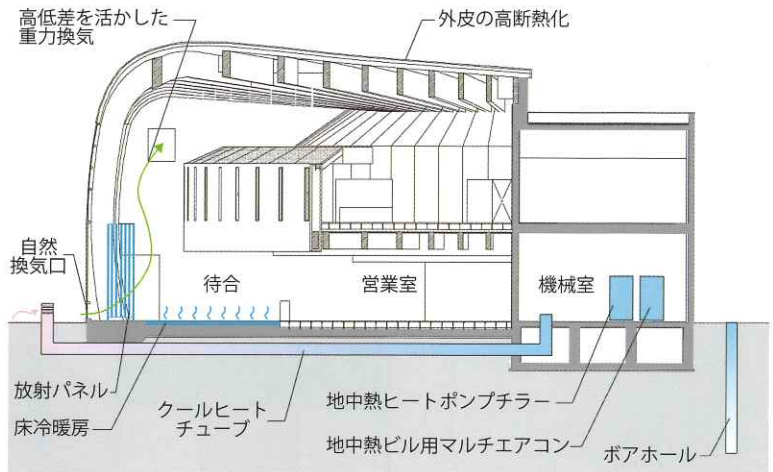 高低差を活かした
重力換気
外皮の高断熱化
自然
換気口
待合
営業室
機械室
放射パネル
床冷暖房
クールヒート
チューブ
地中熱ヒートポンプチラー
地中熱ビル用マルチエアコン
ボアホール